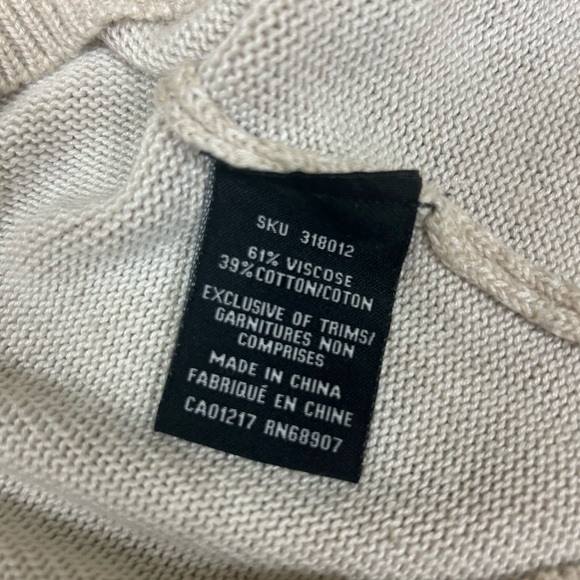 SKU 318012
61% VISCOSE
39% COTTON/COTON
EXCLUSIVE OF TRIMS/
GARNITURES NON
COMPRISES
MADE IN CHINA
FABRIQUÉ EN CHINE
CA01217 RN68907